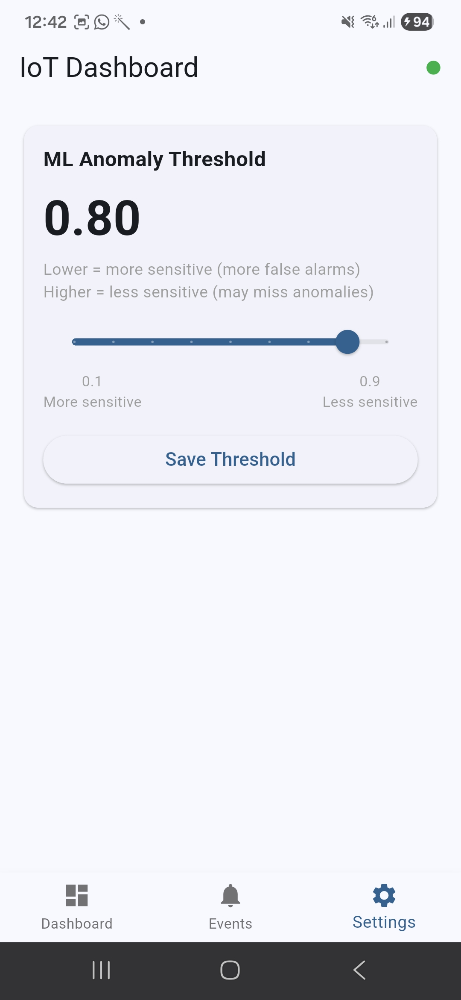 12:42
6
94
IoT Dashboard
ML Anomaly Threshold
0.80
Lower = more sensitive (more false alarms)
Higher = less sensitive (may miss anomalies)
0.1
More sensitive
0.9
Less sensitive
Save Threshold
Dashboard
Events
Settings